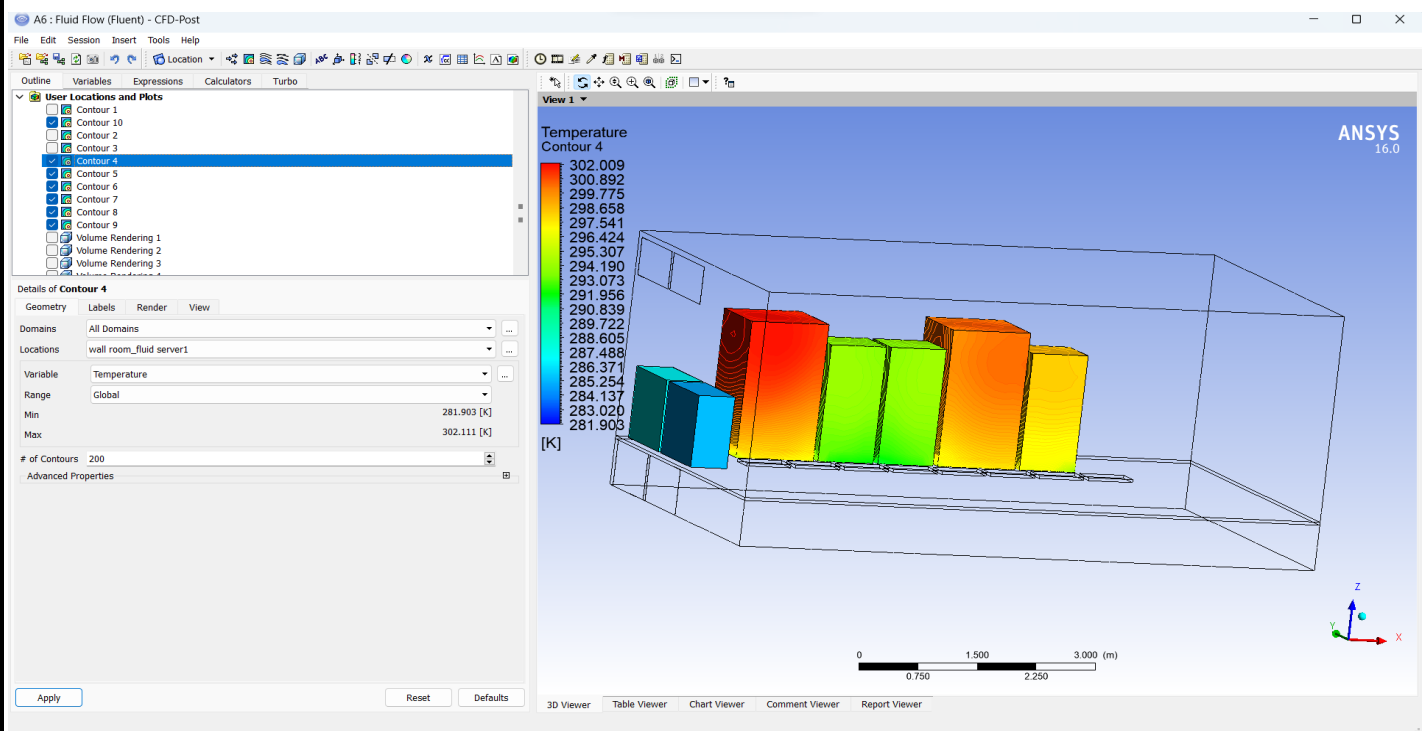 A6 : Fluid Flow (Fluent) - CFD-Post
File Edit Session Insert Tools Help
Location
Outline Variables Expressions Calculators Turbo
User Locations and Plots
Contour 1
Contour 10
Contour 2
Contour 3
Contour 4
Contour 5
Contour 6
Contour 7
Contour 8
Contour 9
Volume Rendering 1
Volume Rendering 2
Volume Rendering 3
Details of Contour 4
Geometry Labels Render View
Domains All Domains ...
Locations wall room_fluid server1 ...
Variable Temperature ...
Range Global
Min 281.903 [K]
Max 302.111 [K]
# of Contours 200
Advanced Properties
Apply Reset Defaults
View 1
Temperature
Contour 4
302.009
300.892
299.775
298.658
297.541
296.424
295.307
294.190
293.073
291.956
290.839
289.722
288.605
287.488
286.371
285.254
284.137
283.020
281.903
[K]
ANSYS
16.0
Z
Y
X
0 1.500 3.000 (m)
0.750 2.250
3D Viewer Table Viewer Chart Viewer Comment Viewer Report Viewer